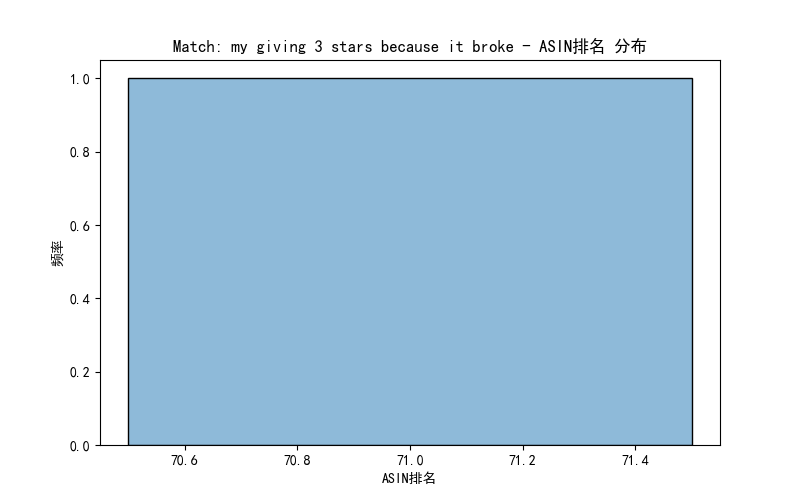 Match: my giving 3 stars because it broke - ASIN排名 分布
1.0
0.8
0.6
0.4
0.2
0.0
频率
70.6 70.8 71.0 71.2 71.4
ASIN排名